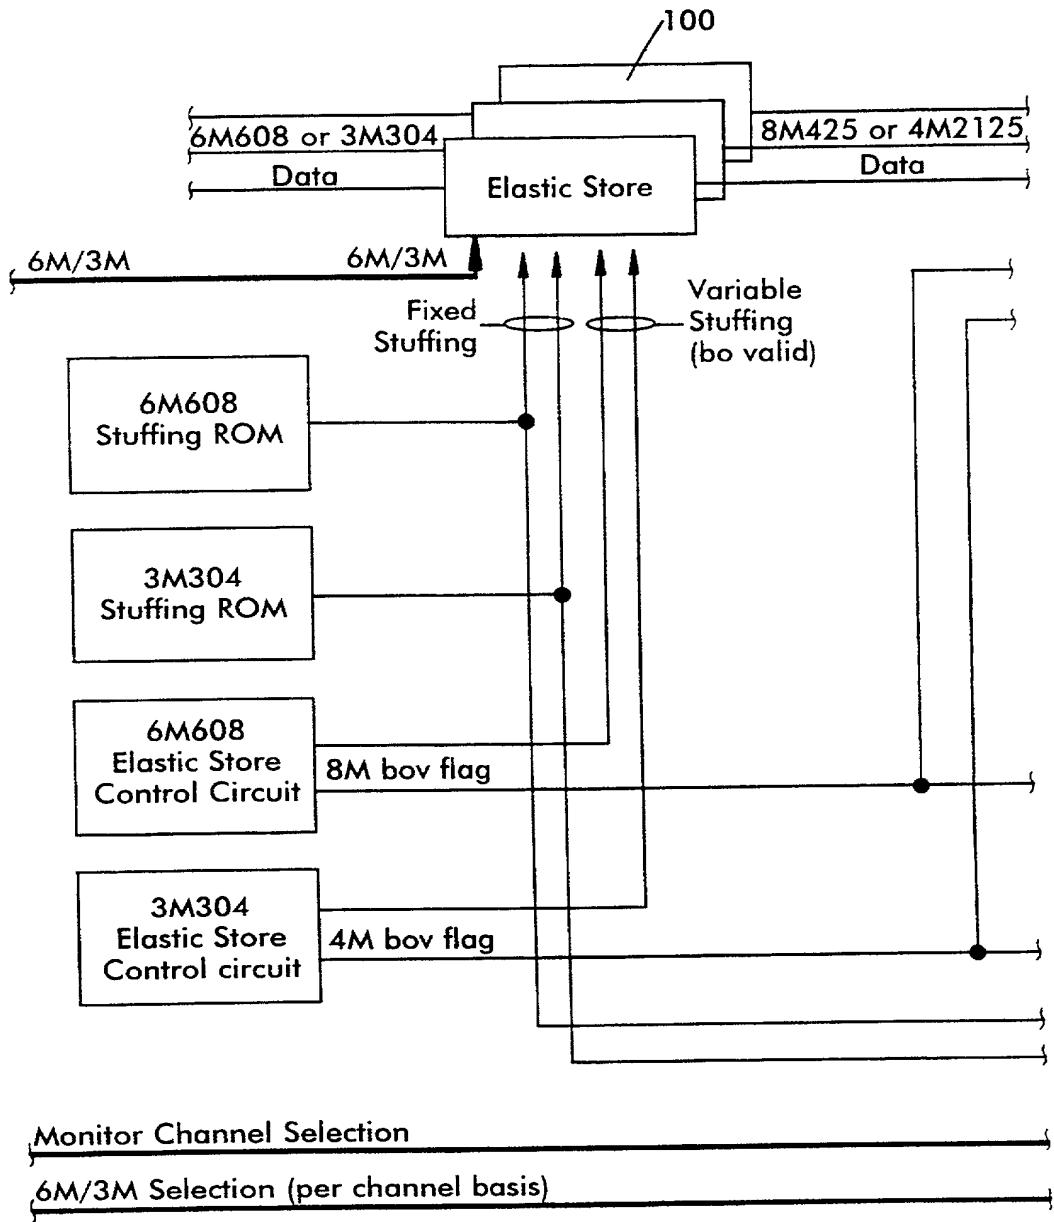 100
6M608 or 3M304
8M425 or 4M2125
Data
Data
Elastic Store
6M/3M
6M/3M
Fixed
Stuffing
Variable
Stuffing
(bo valid)
6M608
Stuffing ROM
3M304
Stuffing ROM
6M608
Elastic Store
Control Circuit
8M bov flag
3M304
Elastic Store
Control circuit
4M bov flag
Monitor Channel Selection
6M/3M Selection (per channel basis)